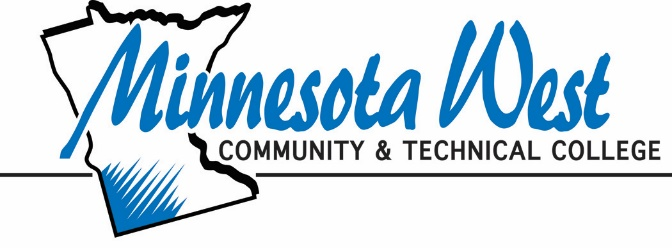 Minnesota West
COMMUNITY & TECHNICAL COLLEGE